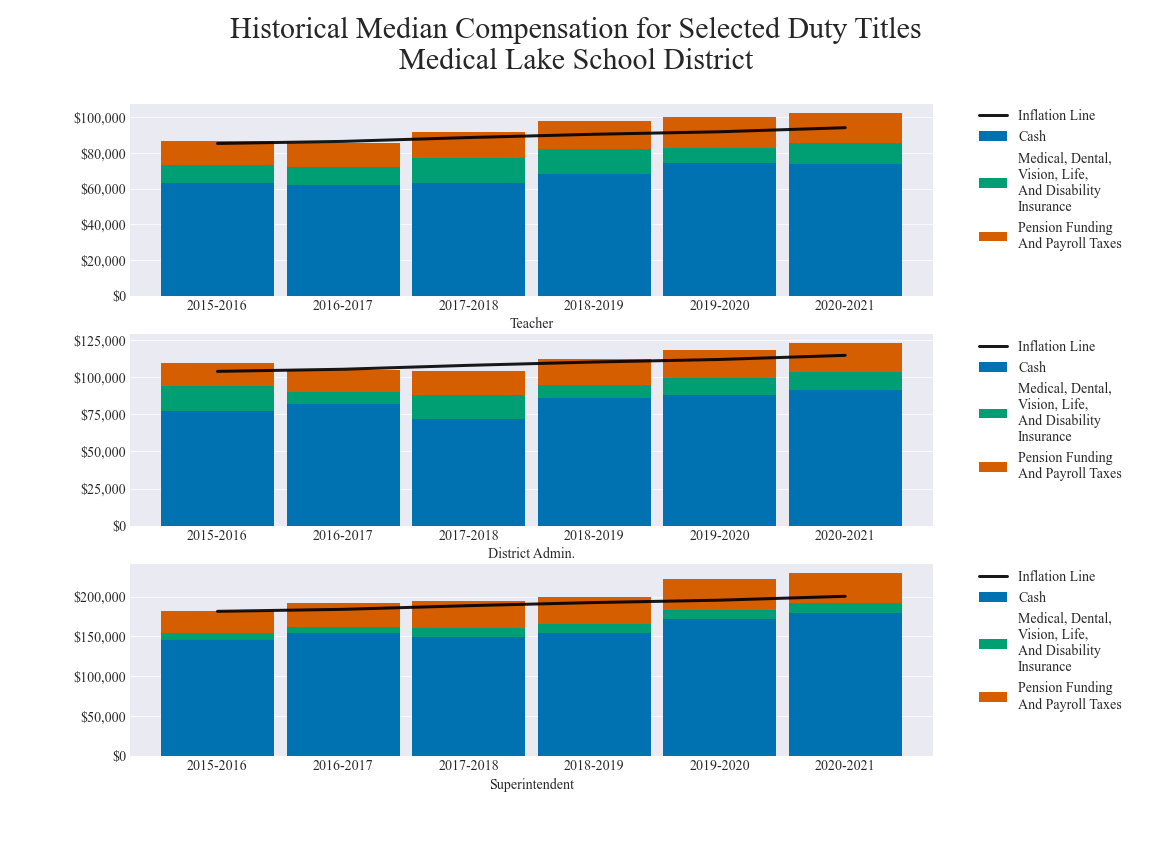 Historical Median Compensation for Selected Duty Titles
Medical Lake School District
$100,000
$80,000
$60,000
$40,000
$20,000
$0
2015-2016
2016-2017
2017-2018
2018-2019
2019-2020
2020-2021
Teacher
Inflation Line
Cash
Medical, Dental,
Vision, Life,
And Disability
Insurance
Pension Funding
And Payroll Taxes
$125,000
$100,000
$75,000
$50,000
$25,000
$0
2015-2016
2016-2017
2017-2018
2018-2019
2019-2020
2020-2021
District Admin.
Inflation Line
Cash
Medical, Dental,
Vision, Life,
And Disability
Insurance
Pension Funding
And Payroll Taxes
$200,000
$150,000
$100,000
$50,000
$0
2015-2016
2016-2017
2017-2018
2018-2019
2019-2020
2020-2021
Superintendent
Inflation Line
Cash
Medical, Dental,
Vision, Life,
And Disability
Insurance
Pension Funding
And Payroll Taxes